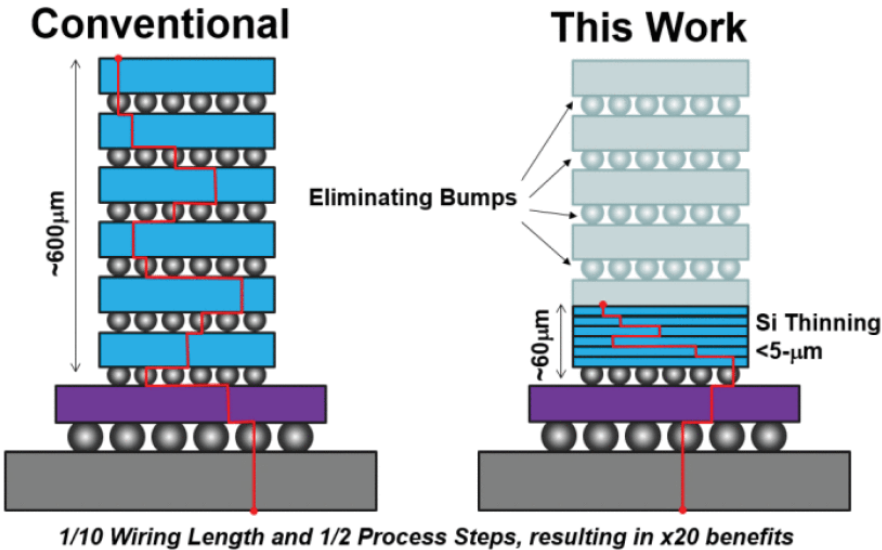 Conventional
This Work
~600μm
Eliminating Bumps
~60μm
Si Thinning
<5-μm
1/10 Wiring Length and 1/2 Process Steps, resulting in x20 benefits